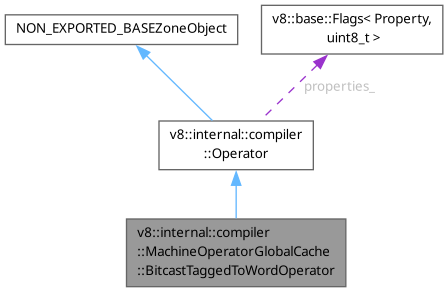 NON_EXPORTED_BASEZoneObject
v8::base::Flags< Property,
uint8_t >
properties_
v8::internal::compiler
::Operator
v8::internal::compiler
::MachineOperatorGlobalCache
::BitcastTaggedToWordOperator